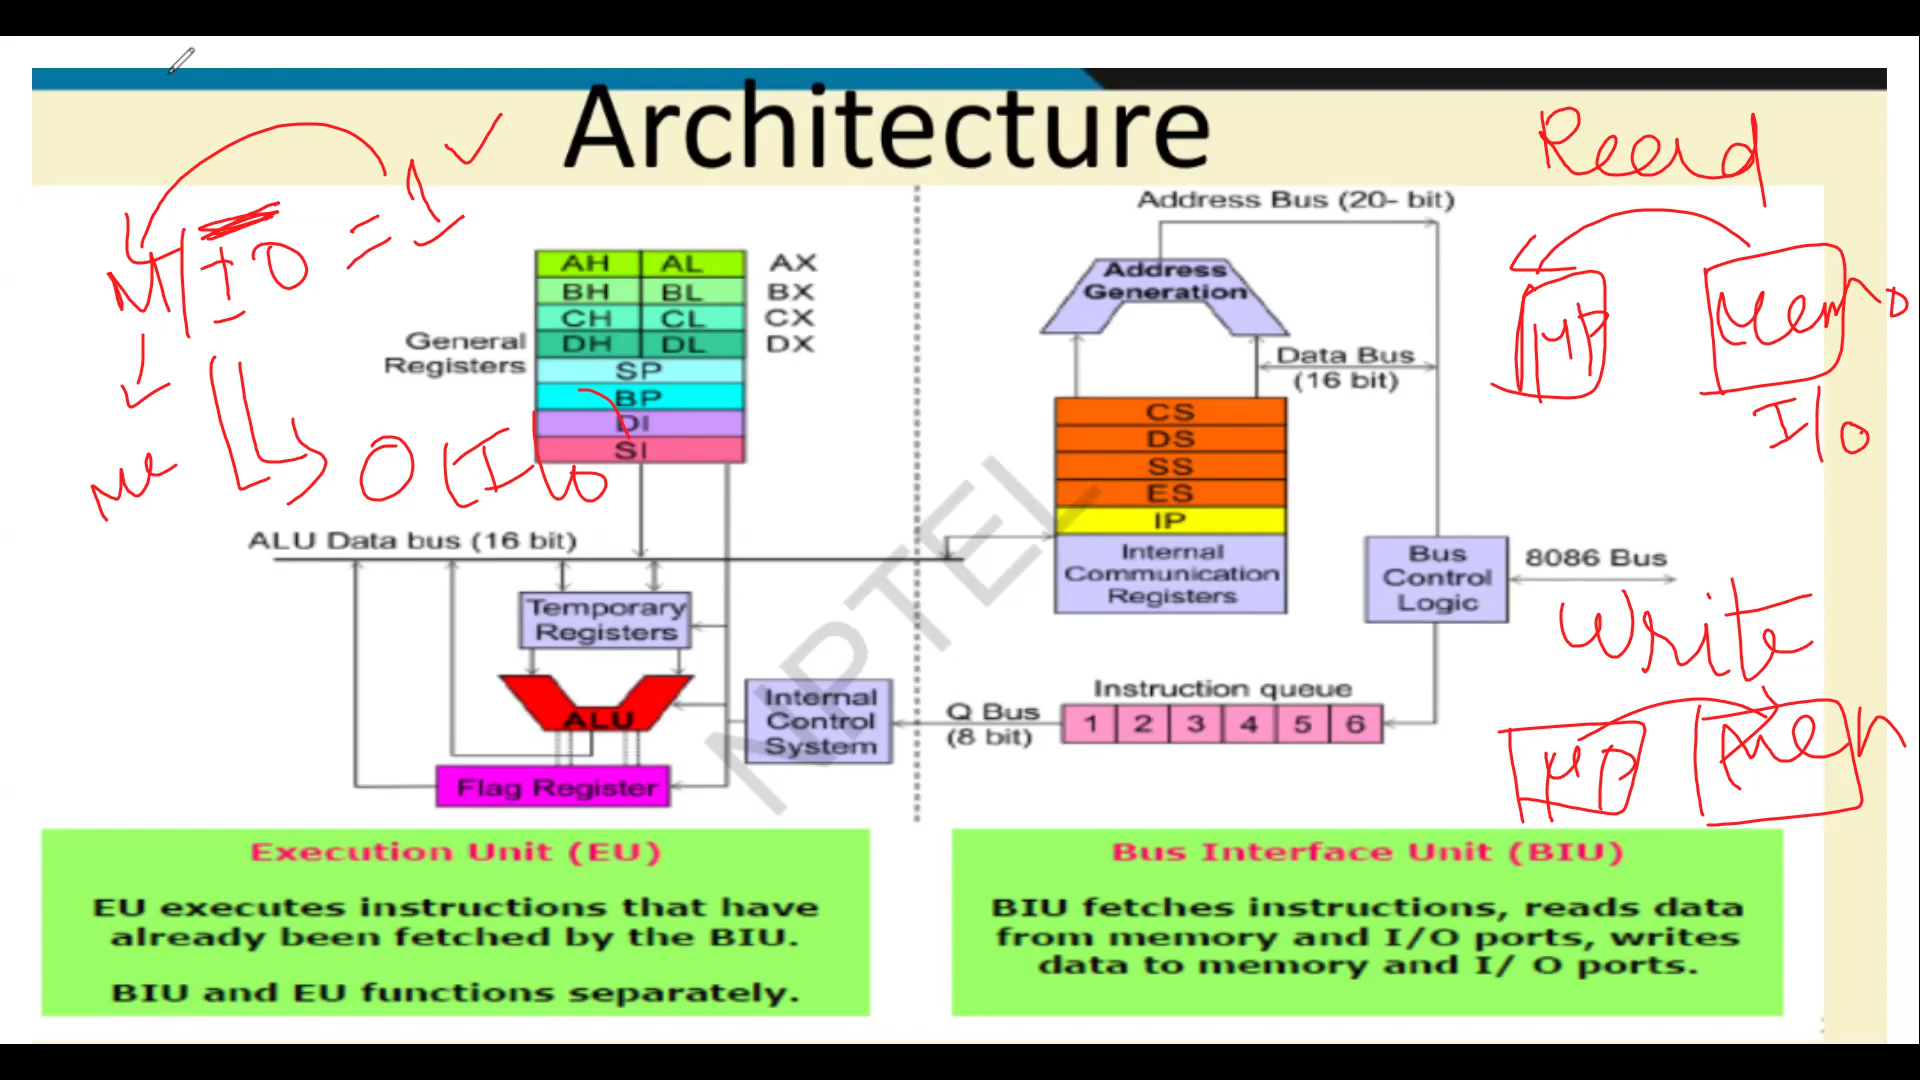 Architecture
Read
M/IO = 1
Address Bus (20- bit)
AH AL AX
BH BL BX
CH CL CX
DH DL DX
General
Registers
SP
BP
DI
SI
Address
Generation
Data Bus
(16 bit)
μP
Mem
I/O
CS
DS
SS
ES
IP
Internal
Communication
Registers
0 (I/O
ALU Data bus (16 bit)
Bus
Control
Logic
8086 Bus
Write
Temporary
Registers
ALU
Internal
Control
System
Flag Register
Q Bus
(8 bit)
Instruction queue
1 2 3 4 5 6
μP
Mem
NPTEL
Execution Unit (EU)
EU executes instructions that have
already been fetched by the BIU.
BIU and EU functions separately.
Bus Interface Unit (BIU)
BIU fetches instructions, reads data
from memory and I/O ports, writes
data to memory and I/ O ports.